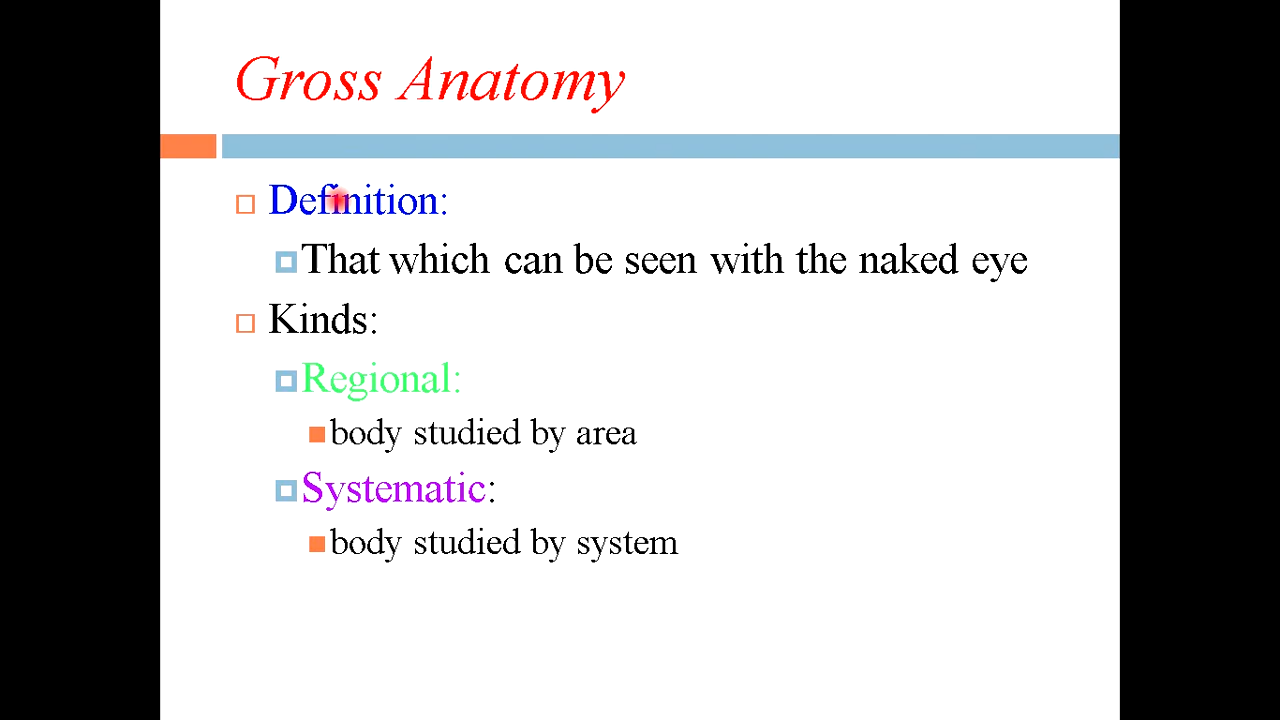 Gross Anatomy
Definition:
That which can be seen with the naked eye
Kinds:
Regional:
body studied by area
Systematic:
body studied by system